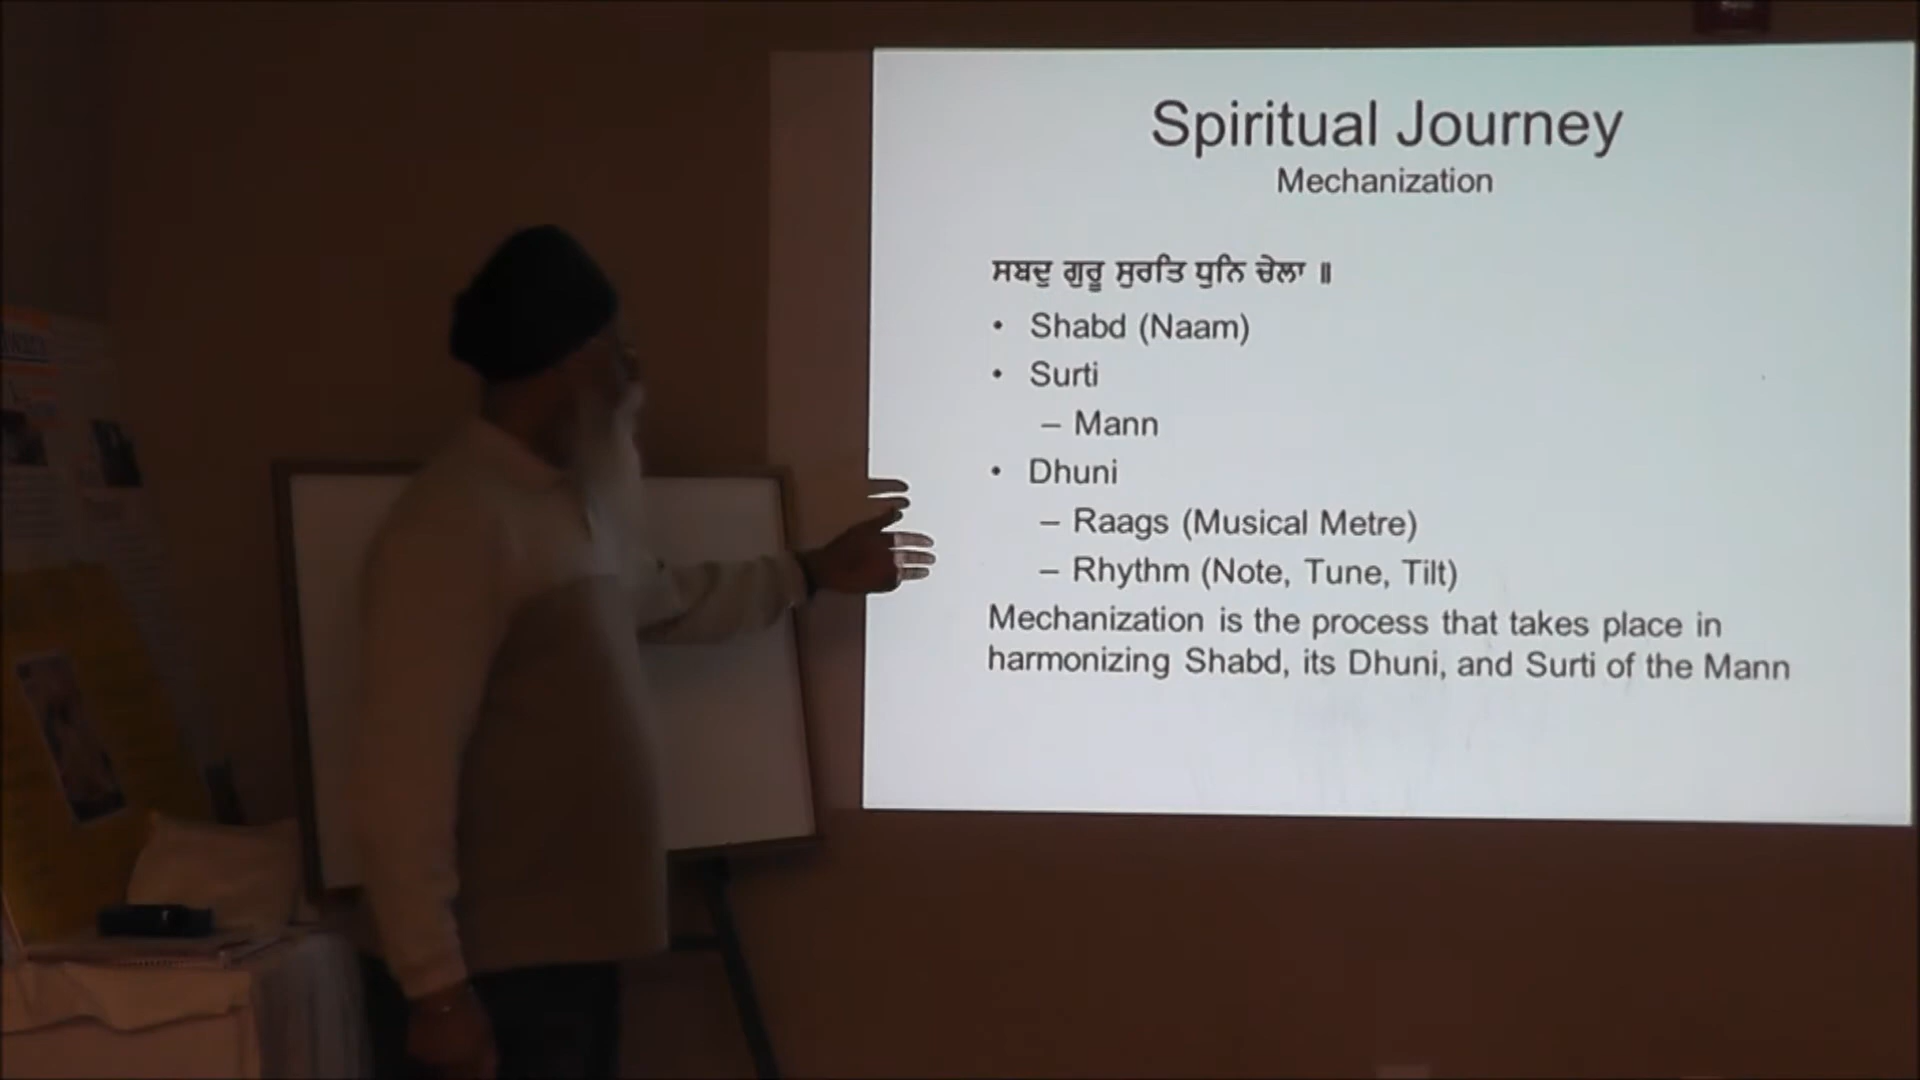 Spiritual Journey
Mechanization
ਸਬਦੁ ਗੁਰੂ ਸੁਰਤਿ ਧੁਨਿ ਚੇਲਾ ॥
• Shabd (Naam)
• Surti
– Mann
• Dhuni
– Raags (Musical Metre)
– Rhythm (Note, Tune, Tilt)
Mechanization is the process that takes place in
harmonizing Shabd, its Dhuni, and Surti of the Mann